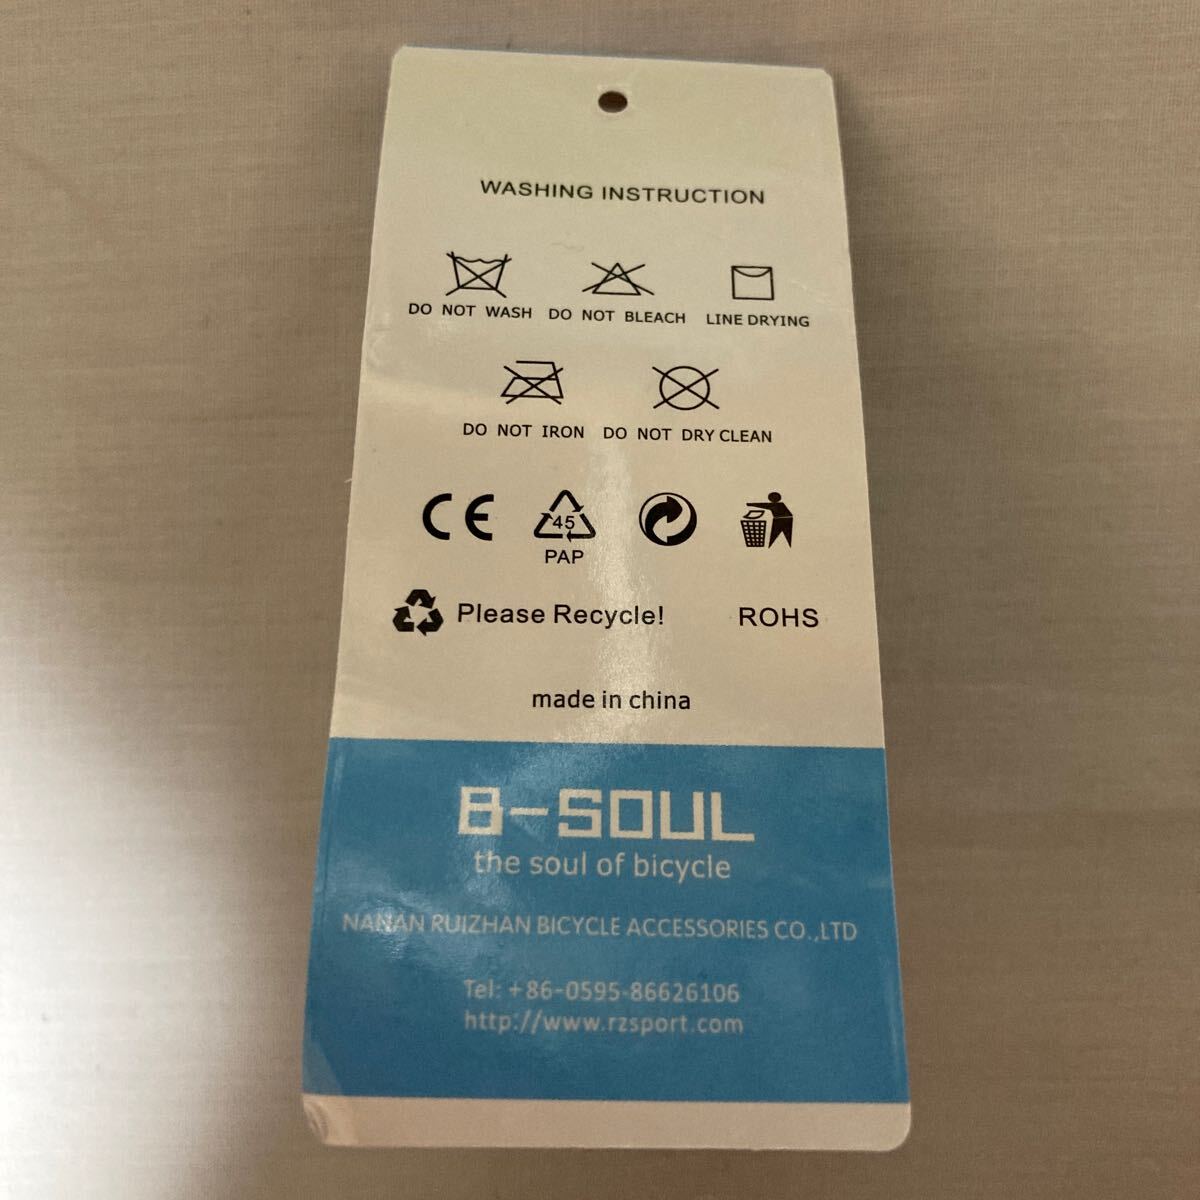 WASHING INSTRUCTION
DO NOT WASH DO NOT BLEACH LINE DRYING
DO NOT IRON DO NOT DRY CLEAN
CE 45
PAP
Please Recycle! ROHS
made in china
B-SOUL
the soul of bicycle
NANAN RUIZHAN BICYCLE ACCESSORIES CO.,LTD
Tel: +86-0595-86626106
http://www.rzsport.com